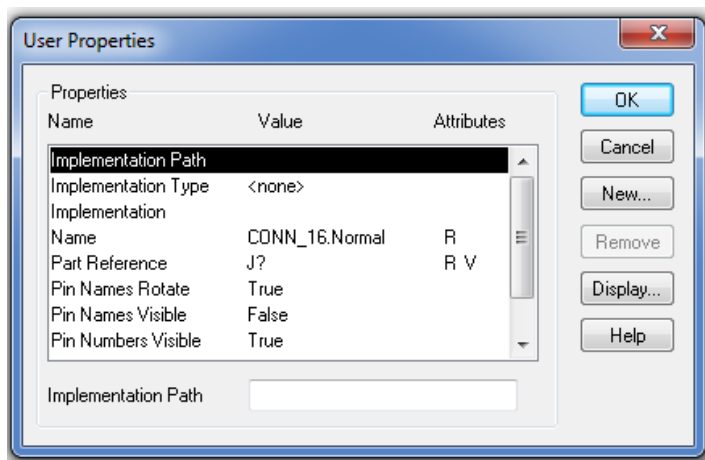 User Properties
Properties
Name Value Attributes
Implementation Path
Implementation Type <none>
Implementation
Name CONN_16.Normal R
Part Reference J? R V
Pin Names Rotate True
Pin Names Visible False
Pin Numbers Visible True
Implementation Path
OK
Cancel
New...
Remove
Display...
Help